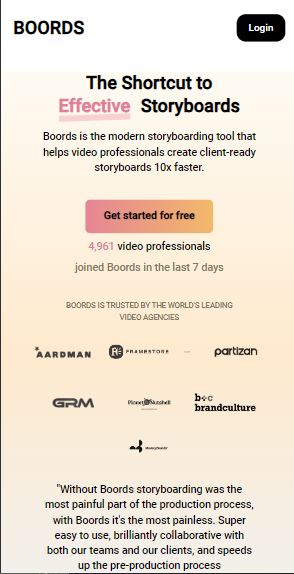 BOORDS
Login
The Shortcut to
Effective Storyboards
Boords is the modern storyboarding tool that
helps video professionals create client-ready
storyboards 10x faster.
Get started for free
4,961 video professionals
joined Boords in the last 7 days
BOORDS IS TRUSTED BY THE WORLD'S LEADING
VIDEO AGENCIES
AARDMAN
FRAMESTORE
partizan
GRM
Planet Nutshell
b+c
brandculture
"Without Boords storyboarding was the
most painful part of the production process,
with Boords it's the most painless. Super
easy to use, brilliantly collaborative with
both our teams and our clients, and speeds
up the pre-production process